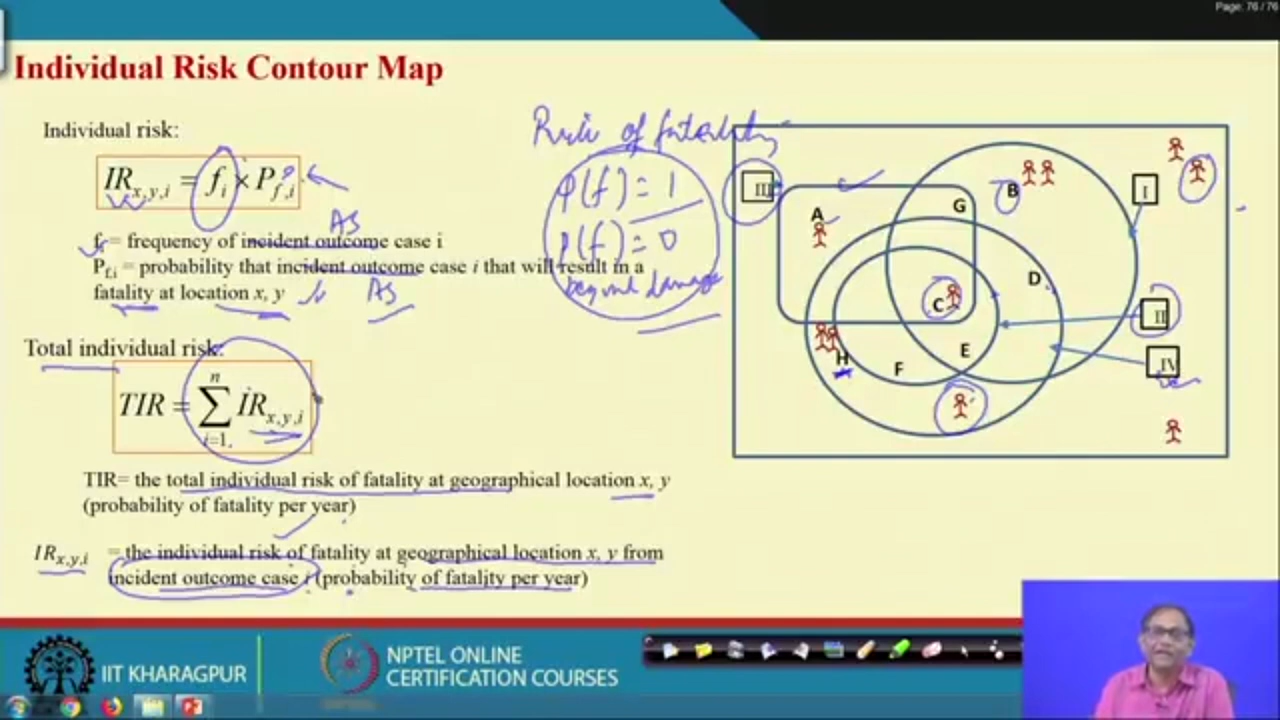 Page: 76 / 76
Individual Risk Contour Map
Individual risk:
IRx,y,i = fi × Pf,i
AS
fi = frequency of incident outcome case i
Pf,i = probability that incident outcome case i that will result in a
fatality at location x, y
AS
Total individual risk:
TIR = n∑i=1, IRx,y,i
TIR= the total individual risk of fatality at geographical location x, y
(probability of fatality per year)
IRx,y,i = the individual risk of fatality at geographical location x, y from
incident outcome case i (probability of fatality per year)
Rule of fatality
p(f) = 1
p(f) = 0
beyond damage
III
A
G
B
I
C
D
II
E
H
F
IV
IIT KHARAGPUR
NPTEL ONLINE
CERTIFICATION COURSES